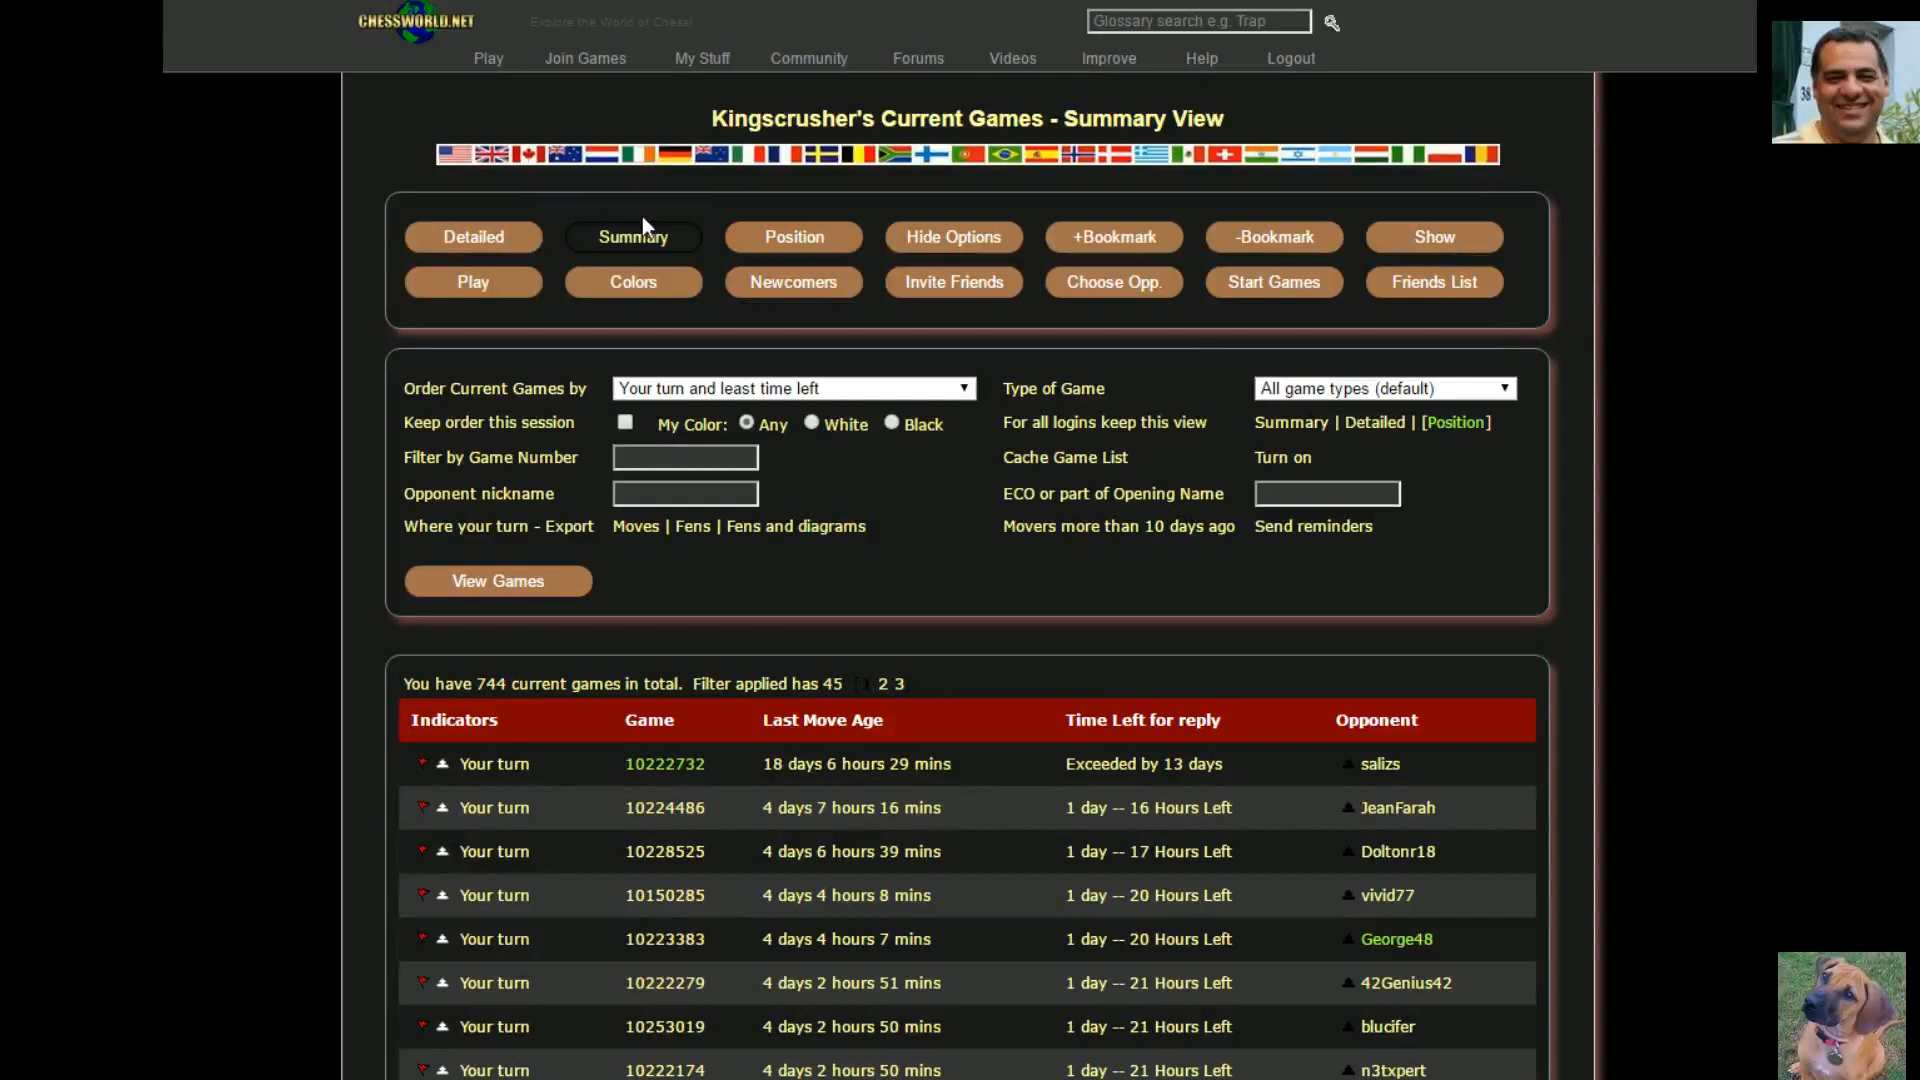 CHESSWORLD.NET
Explore the World of Chess!
Glossary search e.g. Trap
Play Join Games My Stuff Community Forums Videos Improve Help Logout
Kingscrusher's Current Games - Summary View
Detailed Summary Position Hide Options +Bookmark -Bookmark Show
Play Colors Newcomers Invite Friends Choose Opp. Start Games Friends List
Order Current Games by Your turn and least time left Type of Game All game types (default)
Keep order this session My Color: Any White Black For all logins keep this view Summary | Detailed | [Position]
Filter by Game Number Cache Game List Turn on
Opponent nickname ECO or part of Opening Name
Where your turn - Export Moves | Fens | Fens and diagrams Movers more than 10 days ago Send reminders
View Games
You have 744 current games in total. Filter applied has 45 [1 2 3
Indicators Game Last Move Age Time Left for reply Opponent
Your turn 10222732 18 days 6 hours 29 mins Exceeded by 13 days salizs
Your turn 10224486 4 days 7 hours 16 mins 1 day -- 16 Hours Left JeanFarah
Your turn 10228525 4 days 6 hours 39 mins 1 day -- 17 Hours Left Doltonr18
Your turn 10150285 4 days 4 hours 8 mins 1 day -- 20 Hours Left vivid77
Your turn 10223383 4 days 4 hours 7 mins 1 day -- 20 Hours Left George48
Your turn 10222279 4 days 2 hours 51 mins 1 day -- 21 Hours Left 42Genius42
Your turn 10253019 4 days 2 hours 50 mins 1 day -- 21 Hours Left blucifer
Your turn 10222174 4 days 2 hours 50 mins 1 day -- 21 Hours Left n3txpert
38